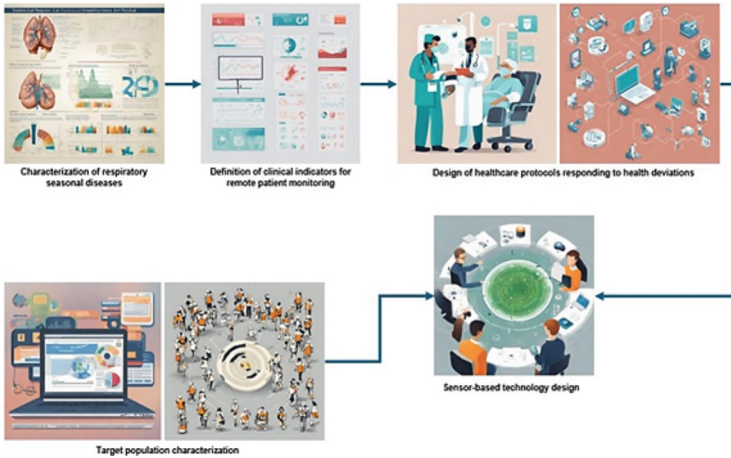 Characterization of respiratory
seasonal diseases
Definition of clinical indicators for
remote patient monitoring
Design of healthcare protocols responding to health deviations
Sensor-based technology design
Target population characterization